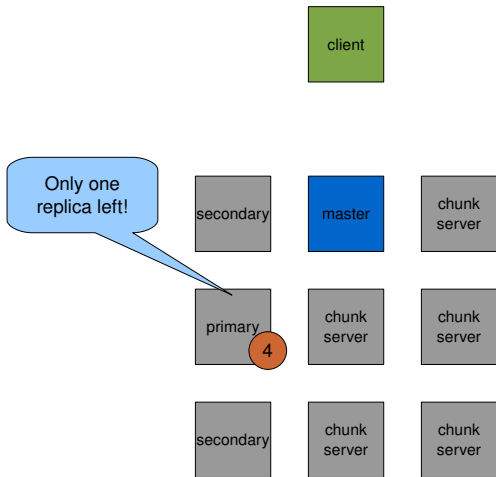 client
Only one
replica left!
secondary
master
chunk
server
primary
4
chunk
server
chunk
server
secondary
chunk
server
chunk
server